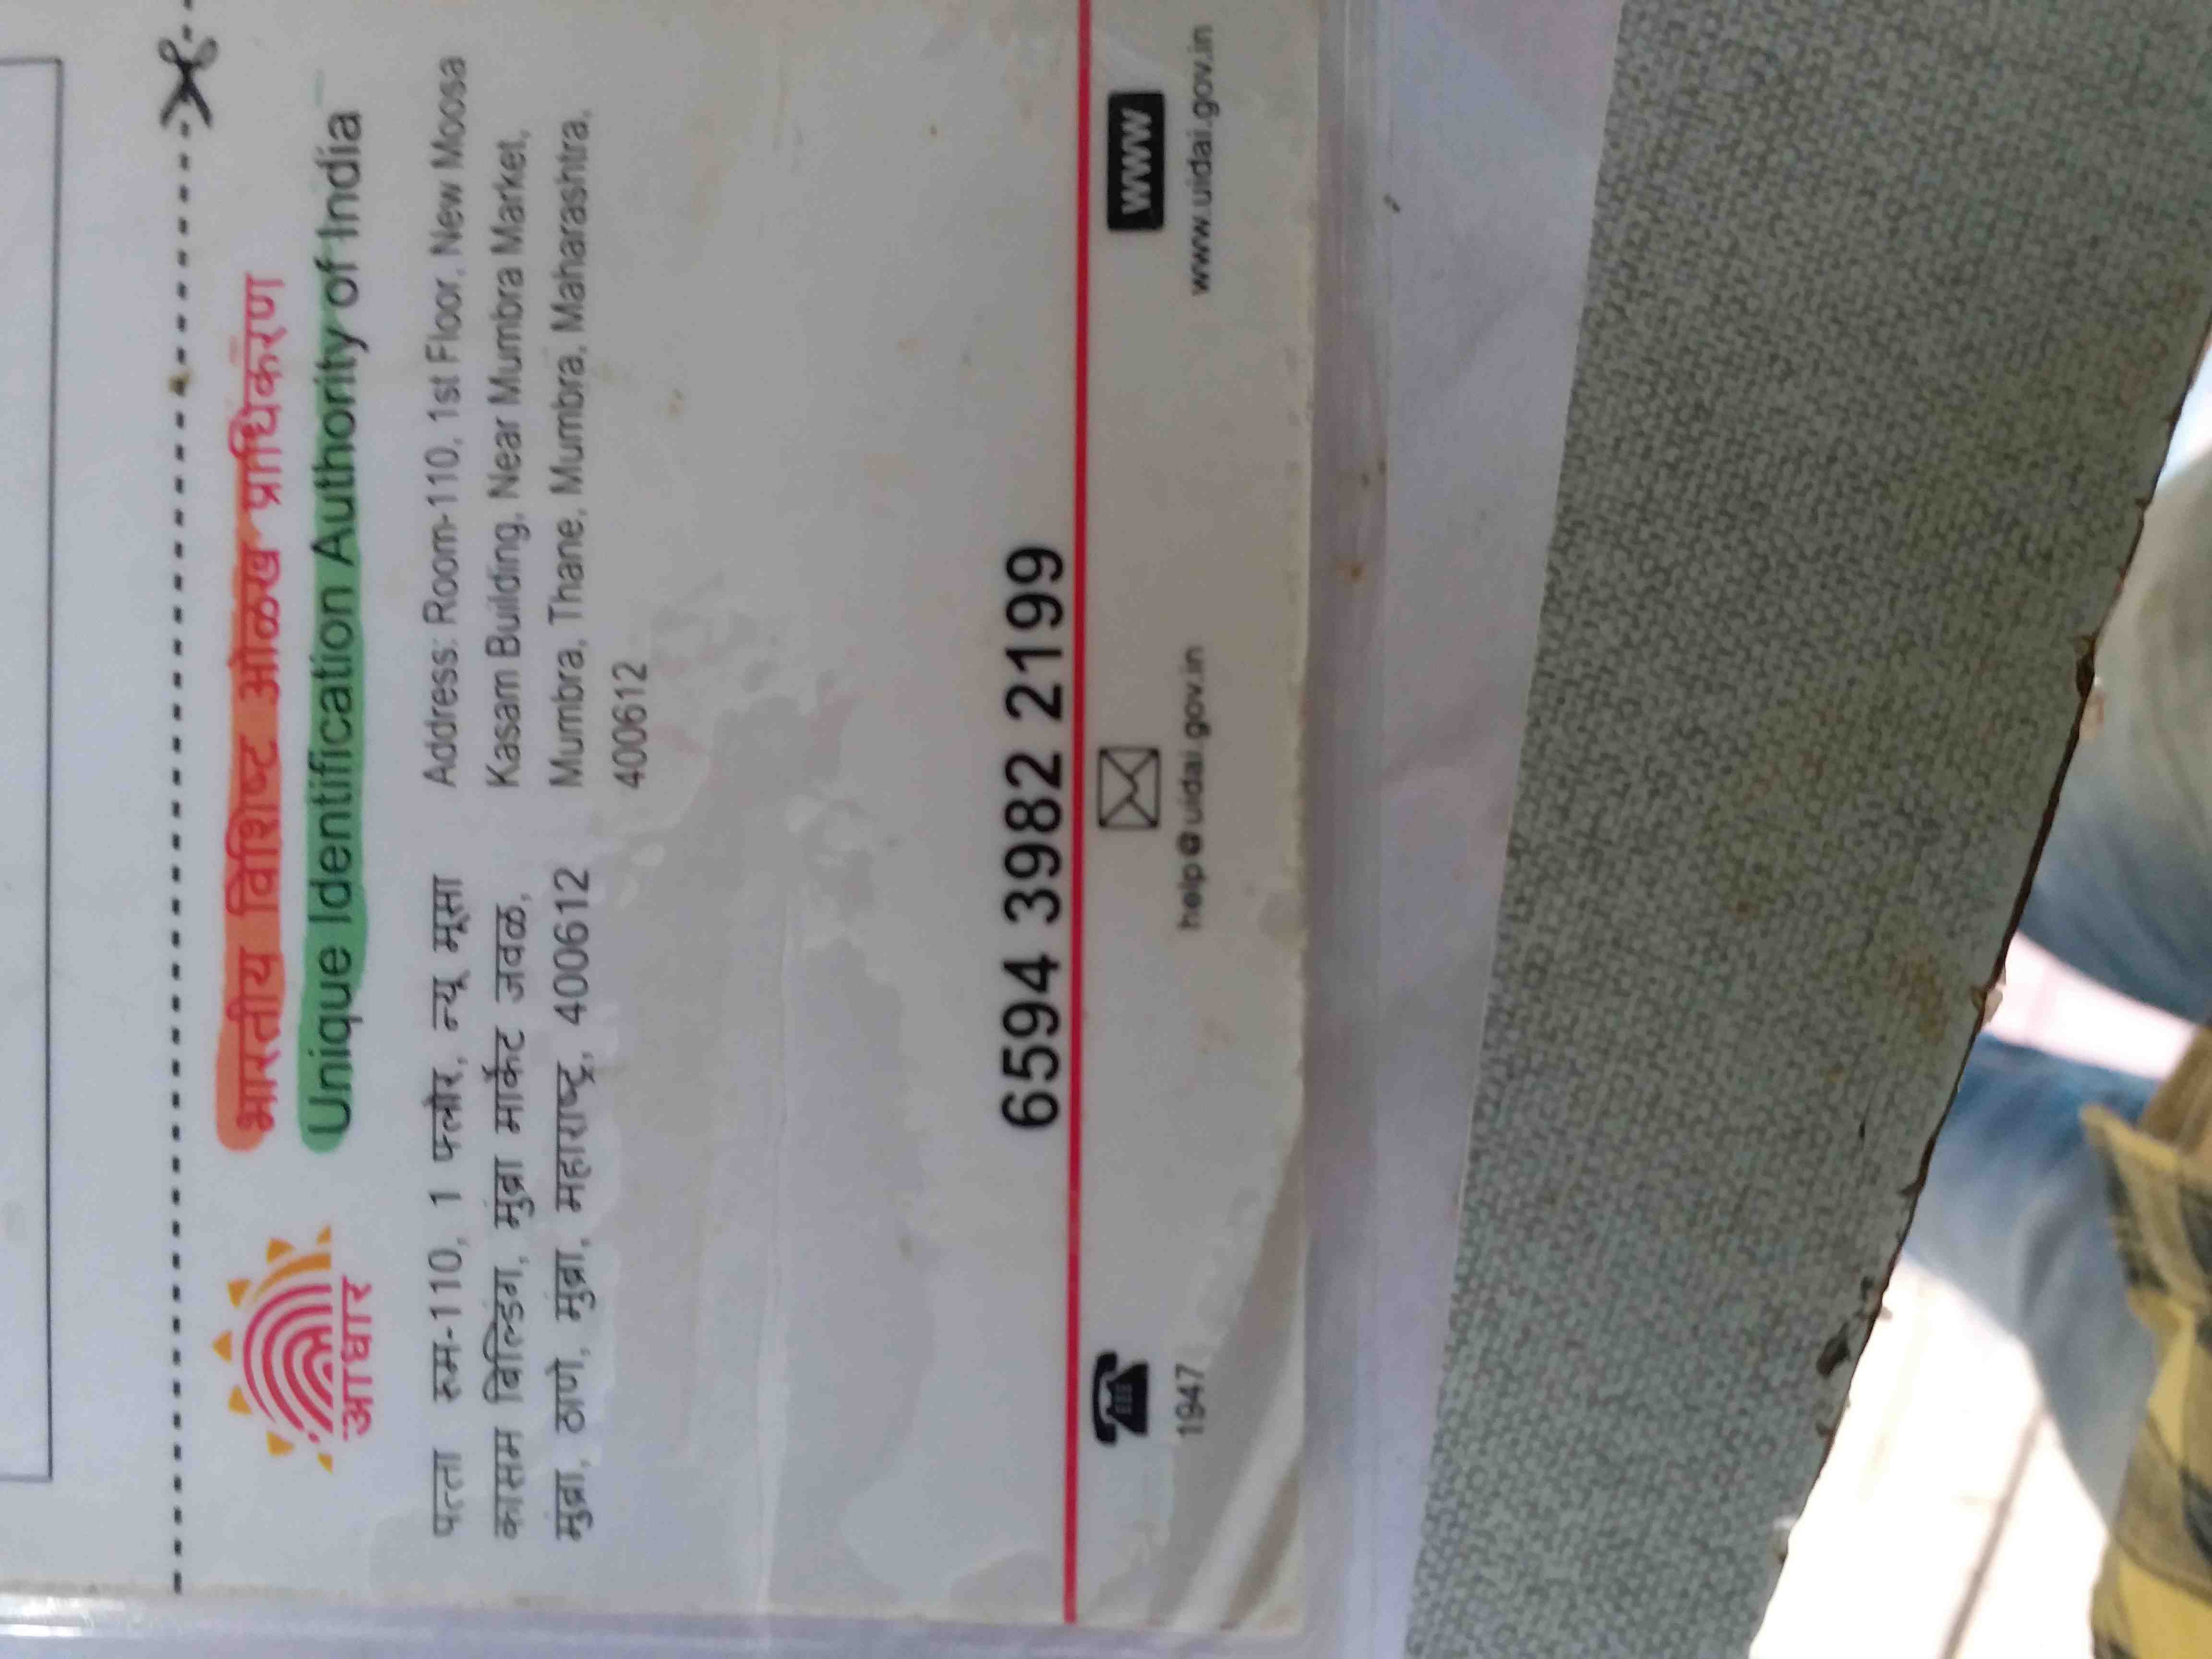 भारतीय विशिष्ट ओळख प्राधिकरण
Unique Identification Authority of India
आधार
पत्ता रुम-110, 1 फ्लोर, न्यू मूसा
कासम बिल्डिंग, मुंब्रा मार्केट जवळ,
मुंब्रा, ठाणे, मुंब्रा, महाराष्ट्र, 400612
Address: Room-110, 1st Floor, New Moosa
Kasam Building, Near Mumbra Market,
Mumbra, Thane, Mumbra, Maharashtra,
400612
6594 3982 2199
1947
help@uidai.gov.in
www
www.uidai.gov.in